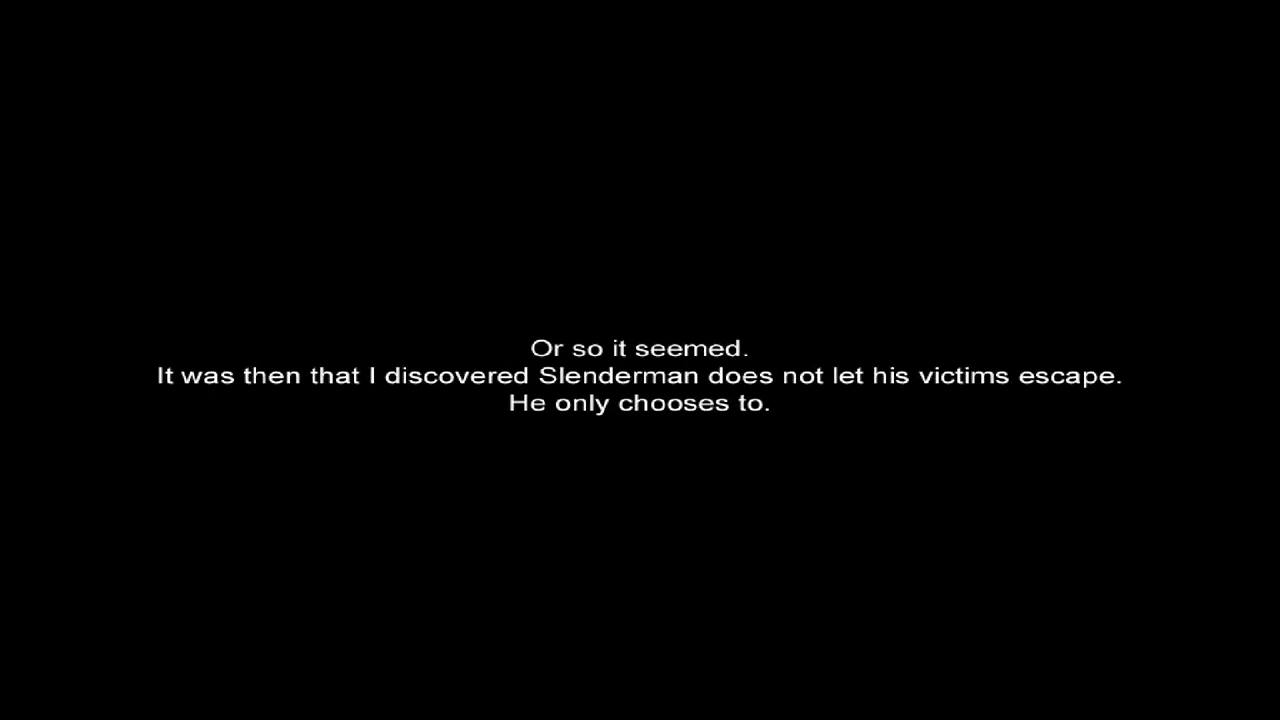 Or so it seemed.
It was then that I discovered Slenderman does not let his victims escape.
He only chooses to.